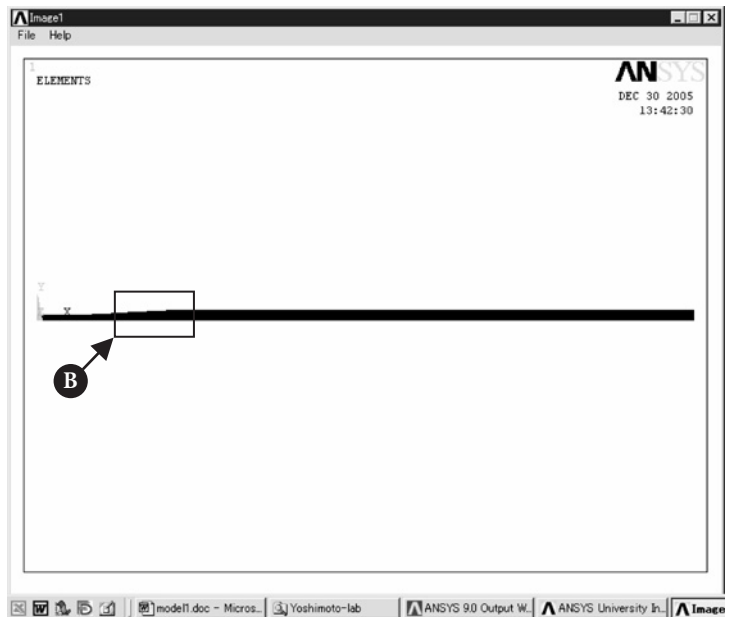 Image1
File Help
1
ELEMENTS
ANSYS
DEC 30 2005
13:42:30
Y
X
B
model1.doc - Micros...
Yoshimoto-lab
ANSYS 9.0 Output W...
ANSYS University In...
Image